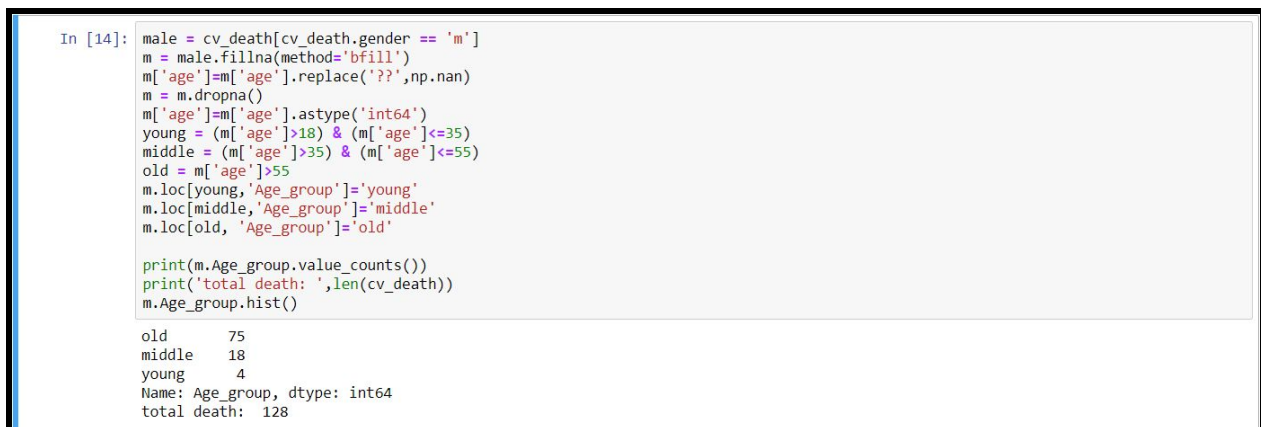 In [14]: male = cv_death[cv_death.gender == 'm']
m = male.fillna(method='bfill')
m['age']=m['age'].replace('??',np.nan)
m = m.dropna()
m['age']=m['age'].astype('int64')
young = (m['age']>18) & (m['age']<=35)
middle = (m['age']>35) & (m['age']<=55)
old = m['age']>55
m.loc[young,'Age_group']='young'
m.loc[middle,'Age_group']='middle'
m.loc[old, 'Age_group']='old'

print(m.Age_group.value_counts())
print('total death: ',len(cv_death))
m.Age_group.hist()
old 75
middle 18
young 4
Name: Age_group, dtype: int64
total death: 128